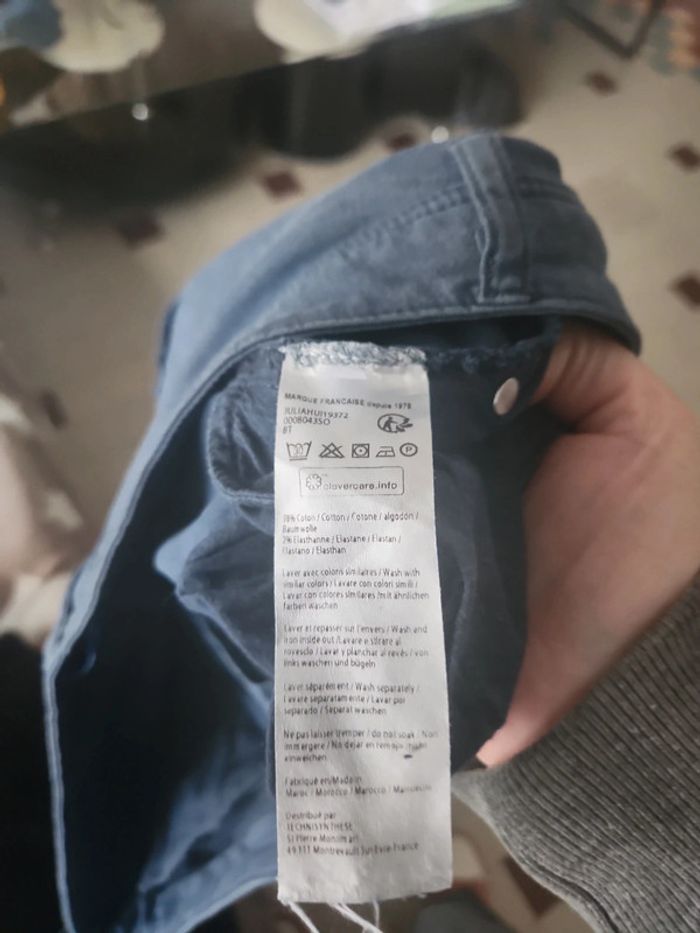 MARQUE FRANCAISE depuis 1978
JULIAHUI19372
000804350
BT
P
clevercare.info
98% Coton / Cotton / Cotone / algodón /
Baumwolle
2% Elasthanne / Elastane / Elastan /
Elastano / Elasthan
Laver avec coloris similaires / Wash with
similar colors / Lavare con colori simili /
Lavar con colores similares /mit ähnlichen
farben waschen
Laver et repasser sur l'envers / Wash and
iron inside out /Lavare e stirare al
rovescio / Lavar y planchar al revés / von
links waschen und bügeln
Laver séparément / Wash separately /
Lavare separatamente / Lavar por
separado / Separat waschen
Ne pas laisser tremper / do not soak / Non
immergere / No dejar en remojo /
einweichen
Fabriqué en/Made in
Maroc / Morocco / Marocco / Marruecos
Distribué par
TECHNISYNTHESE
St Pierre Montlimart
49 111 Montrevault Sur Evre-France